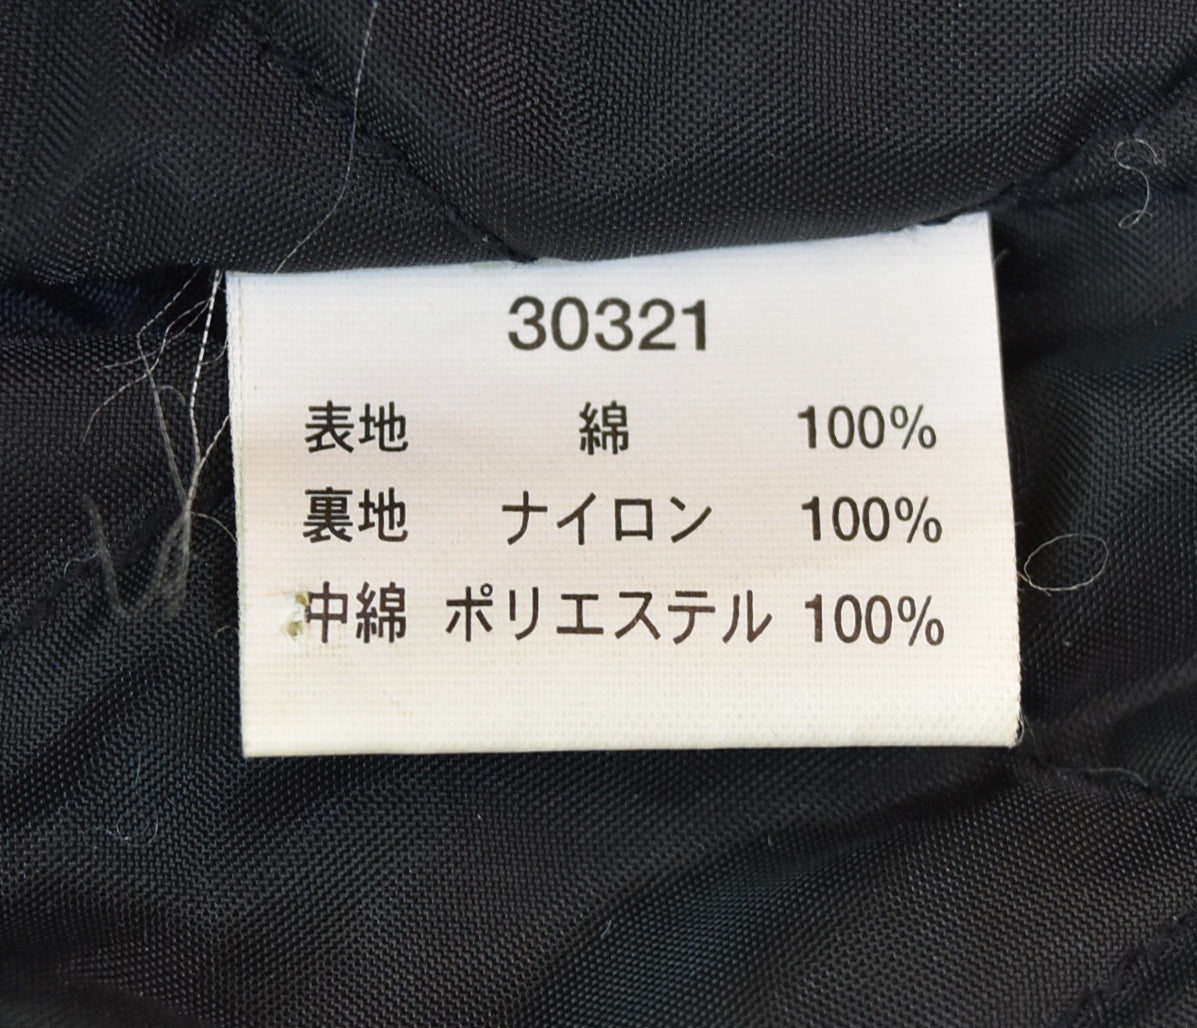 30321
表地 綿 100%
裏地 ナイロン 100%
中綿 ポリエステル 100%